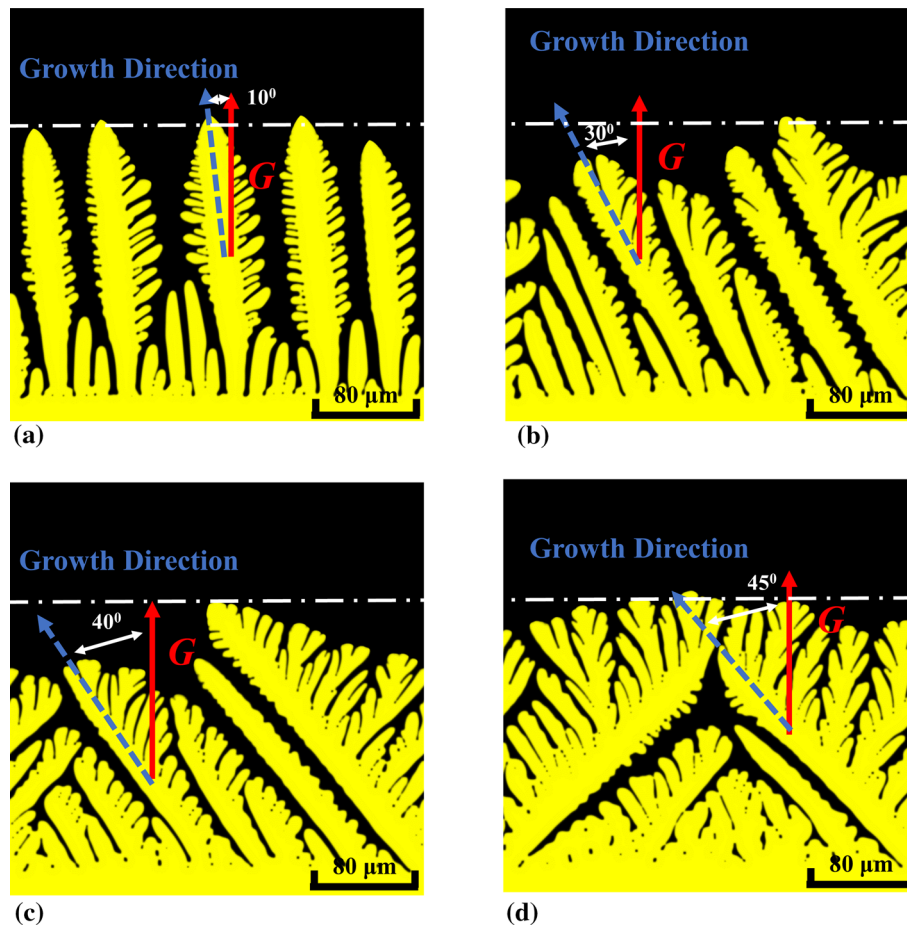 Growth Direction
10⁰
G
80 µm
(a)
Growth Direction
30⁰
G
80 µm
(b)
Growth Direction
40⁰
G
80 µm
(c)
Growth Direction
45⁰
G
80 µm
(d)